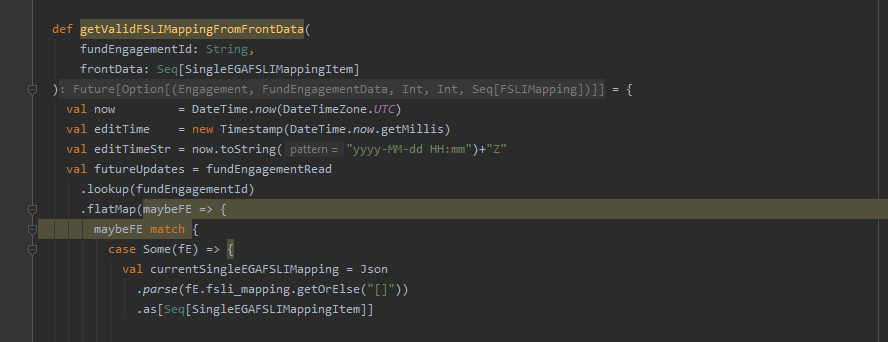 def getValidFSLIMappingFromFrontData(
fundEngagementId: String,
frontData: Seq[SingleEGAFSLIMappingItem]
): Future[Option[(Engagement, FundEngagementData, Int, Int, Seq[FSLIMapping])]] = {
val now = DateTime.now(DateTimeZone.UTC)
val editTime = new Timestamp(DateTime.now.getMillis)
val editTimeStr = now.toString( pattern = "yyyy-MM-dd HH:mm")+"Z"
val futureUpdates = fundEngagementRead
.lookup(fundEngagementId)
.flatMap(maybeFE => {
maybeFE match {
case Some(fE) => {
val currentSingleEGAFSLIMapping = Json
.parse(fE.fsli_mapping.getOrElse("[]"))
.as[Seq[SingleEGAFSLIMappingItem]]